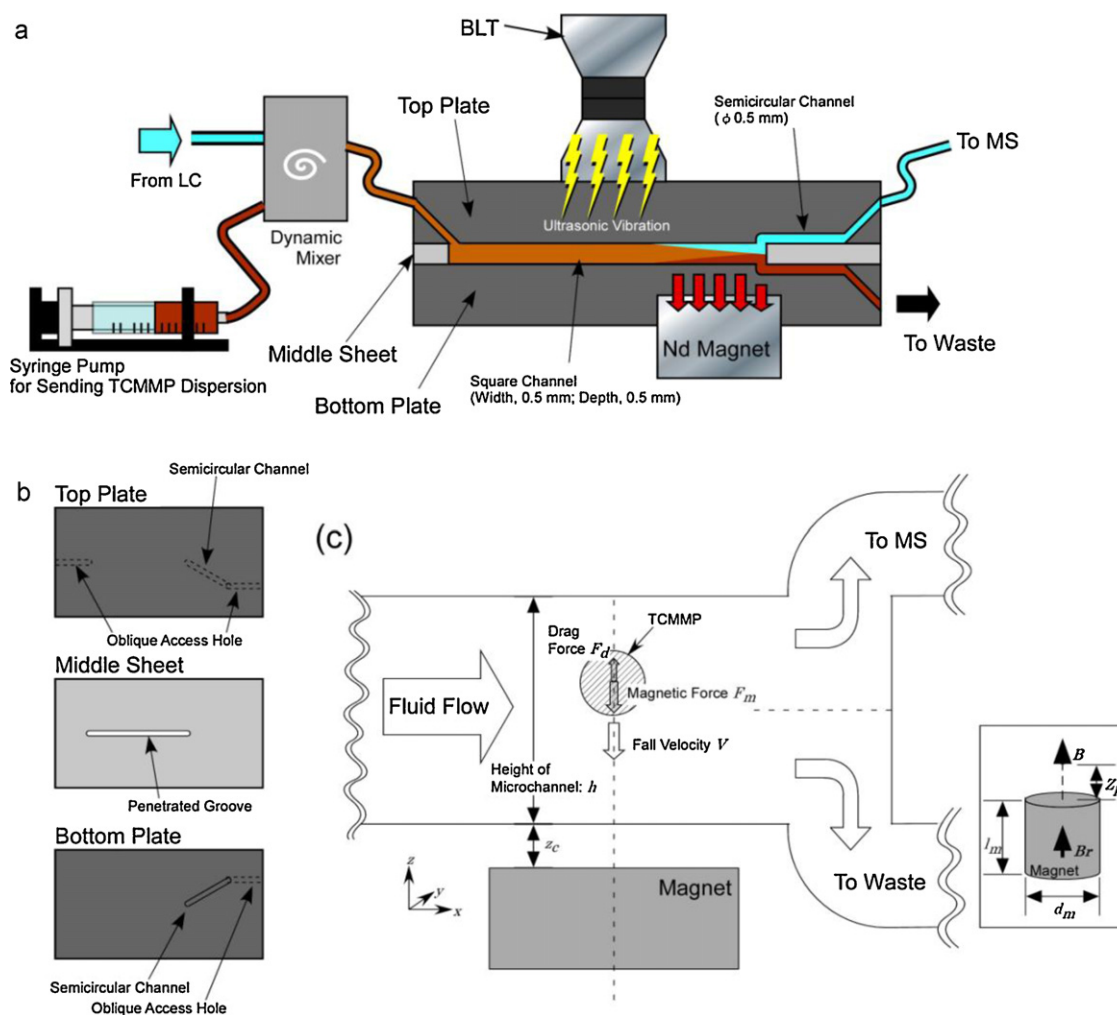 a
BLT
Top Plate
Semicircular Channel
(ϕ 0.5 mm)
To MS
From LC
Ultrasonic Vibration
Dynamic
Mixer
Middle Sheet
Nd Magnet
To Waste
Syringe Pump
for Sending TCMMP Dispersion
Square Channel
(Width, 0.5 mm; Depth, 0.5 mm)
Bottom Plate
b
Semicircular Channel
Top Plate
Oblique Access Hole
Middle Sheet
Penetrated Groove
Bottom Plate
Semicircular Channel
Oblique Access Hole
(c)
To MS
TCMMP
Drag
Force Fd
Magnetic Force Fm
Fluid Flow
Fall Velocity V
Height of
Microchannel: h
zc
z
y
x
Magnet
To Waste
B
lm
Br
Magnet
dm